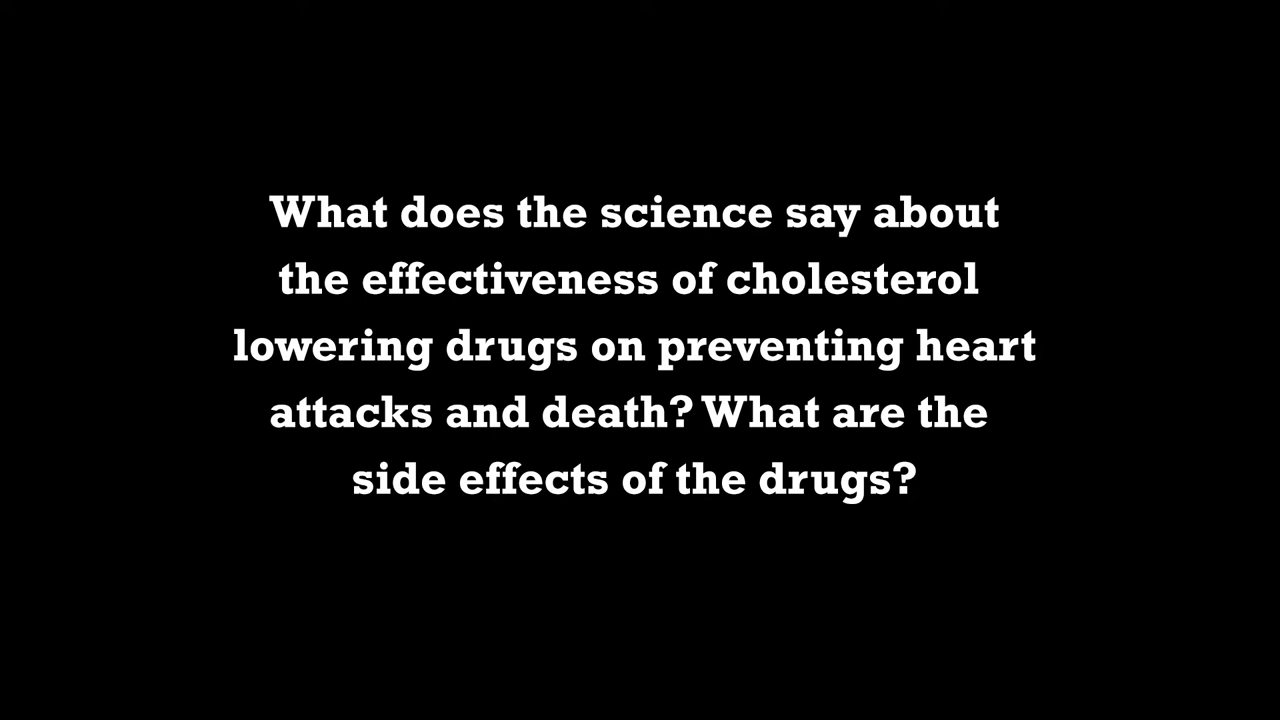 What does the science say about
the effectiveness of cholesterol
lowering drugs on preventing heart
attacks and death? What are the
side effects of the drugs?